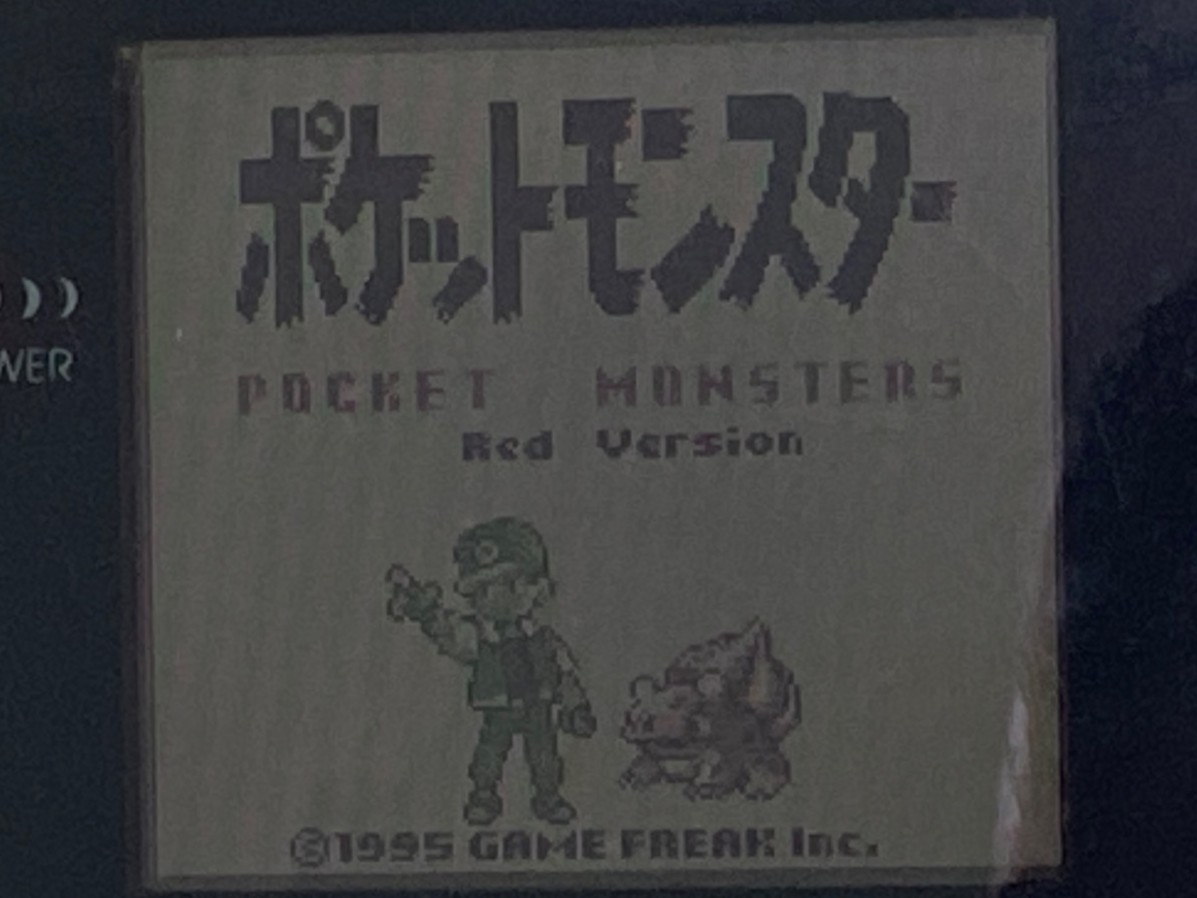 ポケットモンスター
POCKET MONSTERS
Red Version
WER
©1995 GAME FREAK Inc.